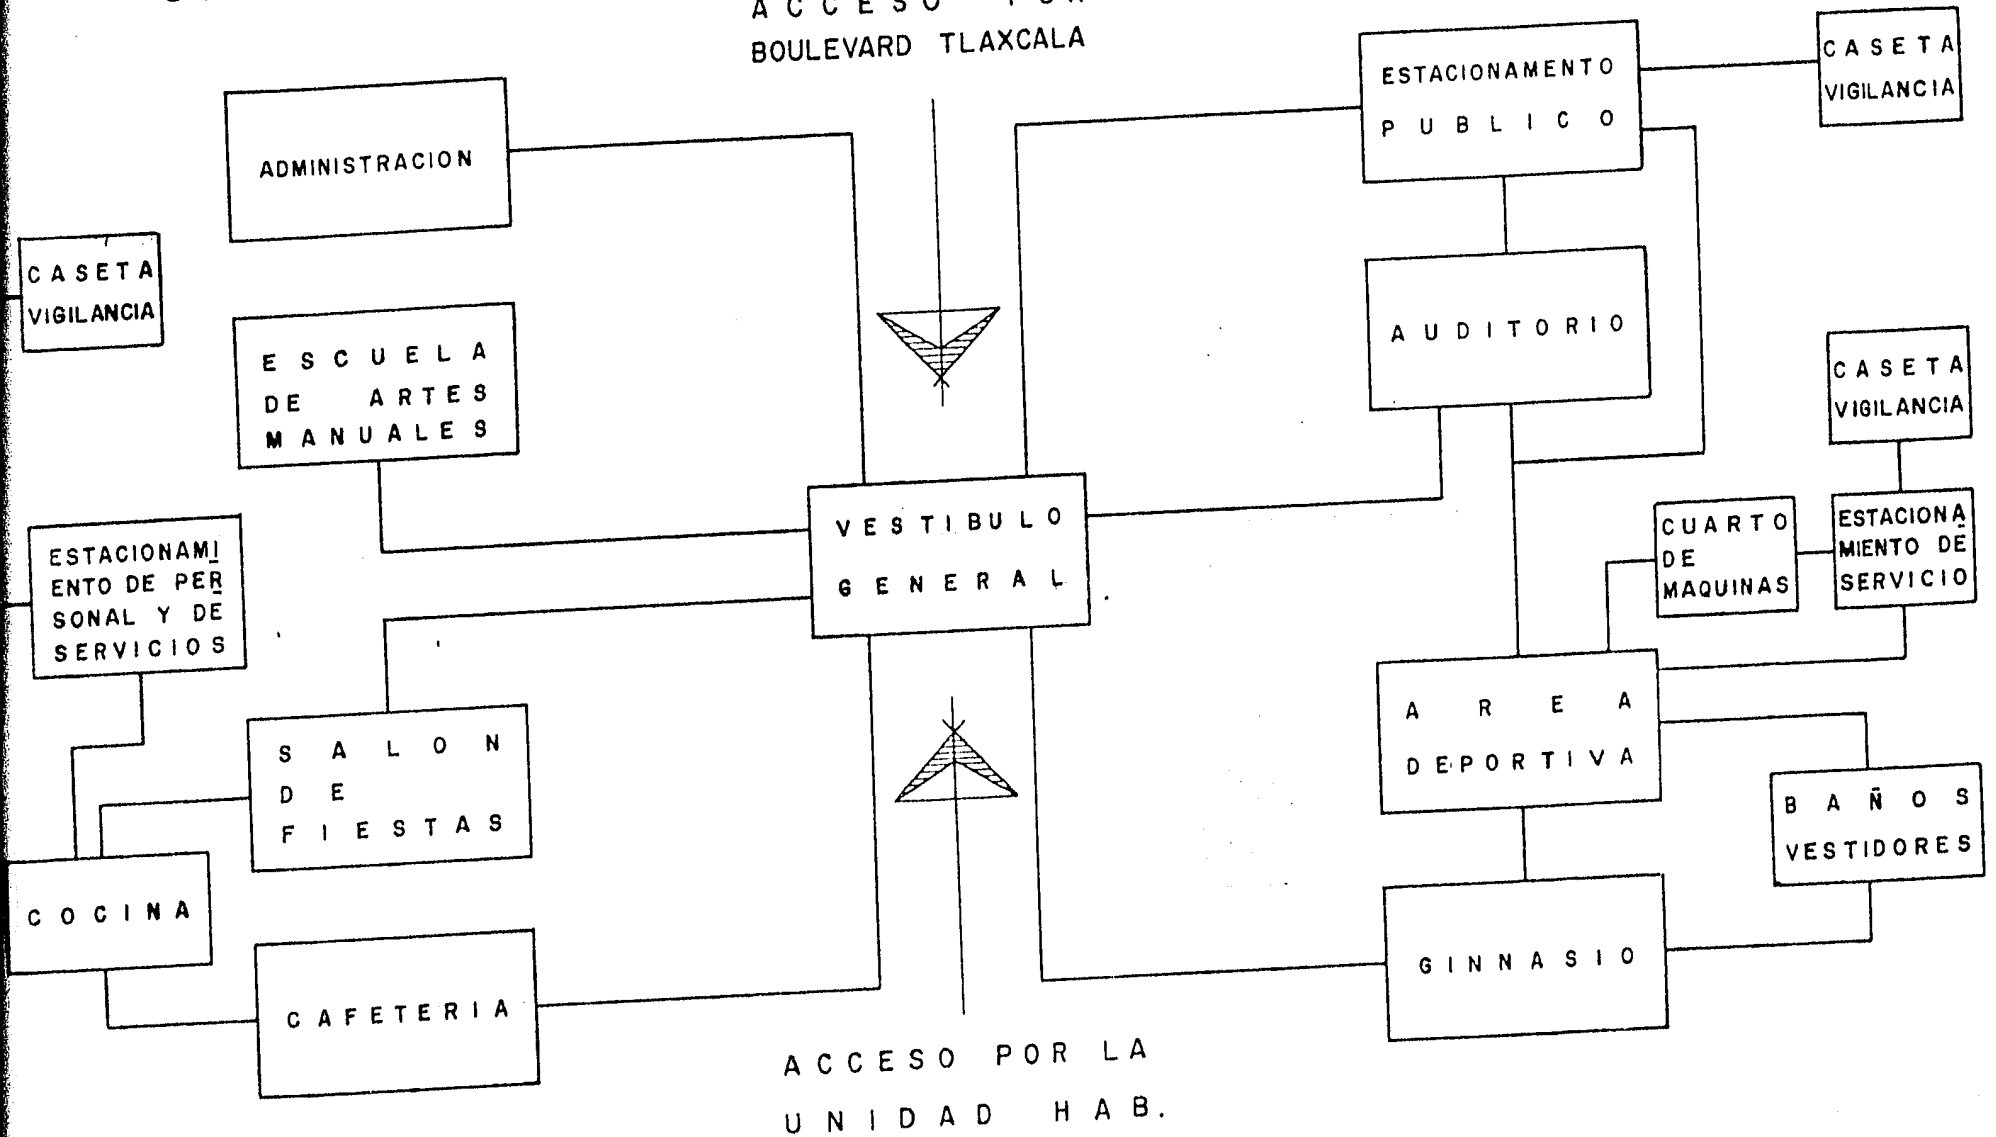 ACCESO POR
BOULEVARD TLAXCALA
ADMINISTRACION
ESTACIONAMENTO
PUBLICO
CASETA
VIGILANCIA
CASETA
VIGILANCIA
ESCUELA
DE ARTES
MANUALES
AUDITORIO
CASETA
VIGILANCIA
VESTIBULO
GENERAL
CUARTO
DE
MAQUINAS
ESTACIONA
MIENTO DE
SERVICIO
ESTACIONAMI
ENTO DE PER
SONAL Y DE
SERVICIOS
SALON
DE
FIESTAS
AREA
DEPORTIVA
BAÑOS
VESTIDORES
COCINA
CAFETERIA
GINNASIO
ACCESO POR LA
UNIDAD HAB.